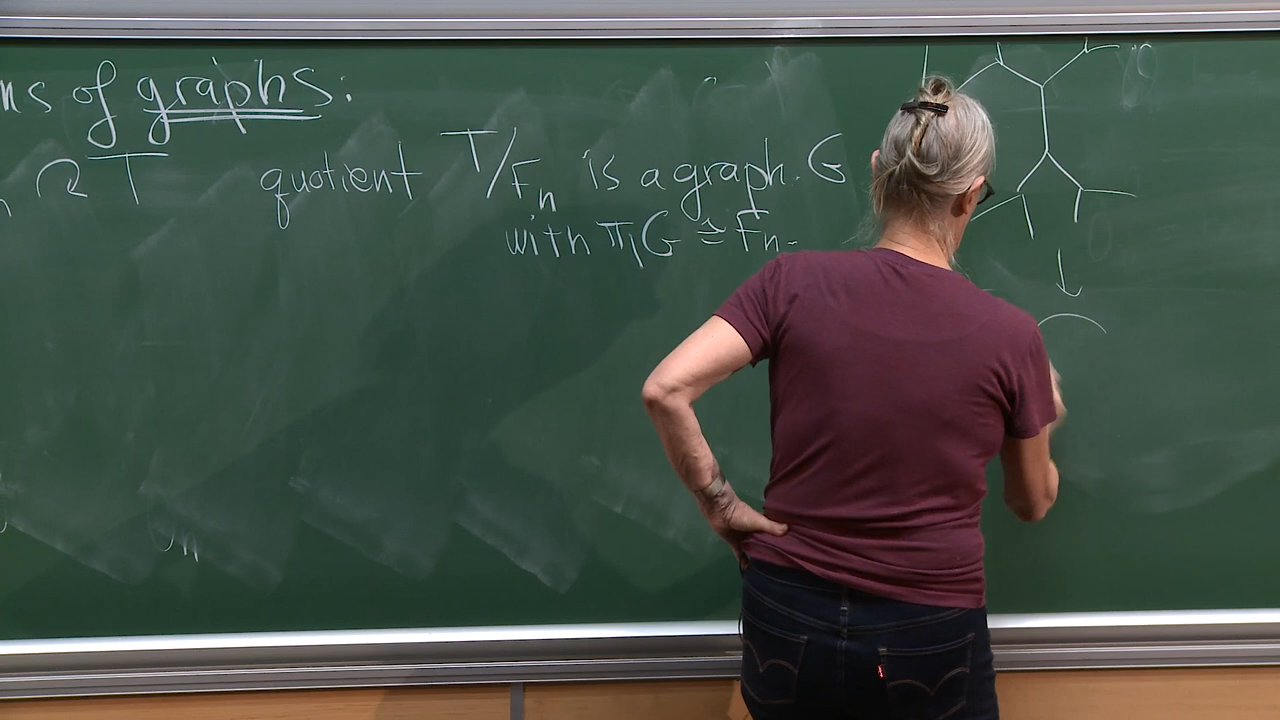 ns of graphs:
n ↷ T quotient T/Fn is a graph. G
with π1G ≅ Fn.